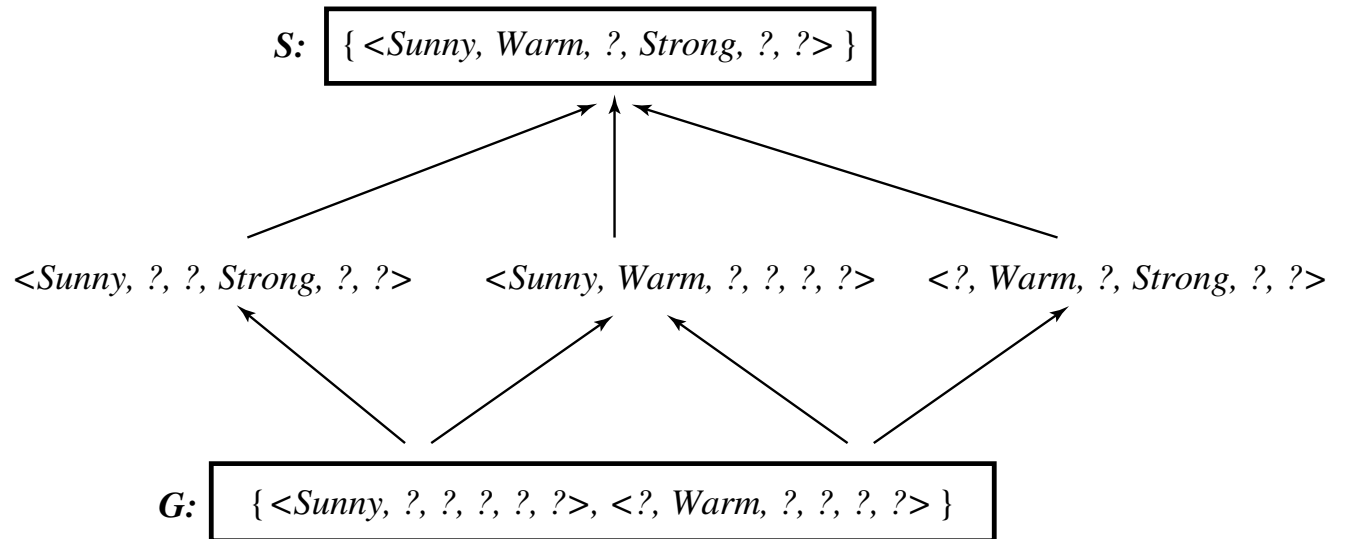 S: { <Sunny, Warm, ?, Strong, ?, ?> }
<Sunny, ?, ?, Strong, ?, ?> <Sunny, Warm, ?, ?, ?, ?> <?, Warm, ?, Strong, ?, ?>
G: { <Sunny, ?, ?, ?, ?, ?>, <?, Warm, ?, ?, ?, ?> }